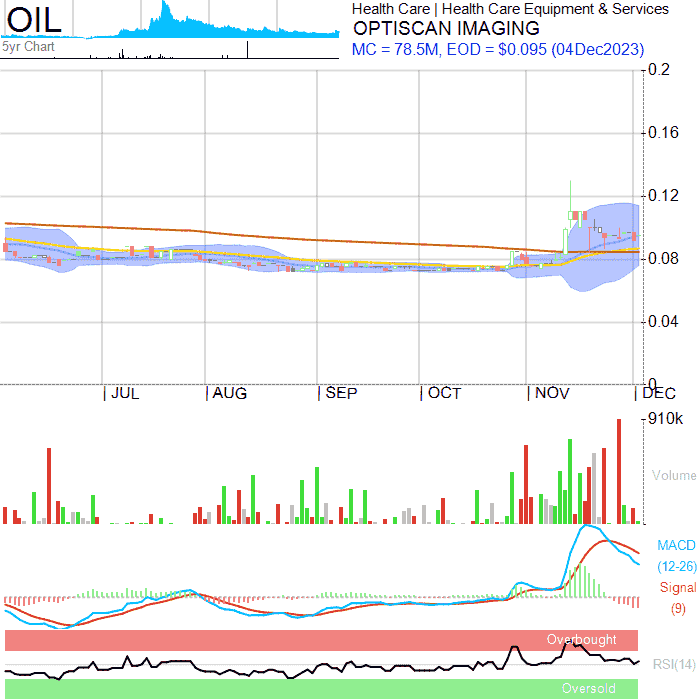 OIL
5yr Chart
Health Care | Health Care Equipment & Services
OPTISCAN IMAGING
MC = 78.5M, EOD = $0.095 (04Dec2023)
0.2
0.16
0.12
0.08
0.04
0
JUL AUG SEP OCT NOV DEC
910k
Volume
MACD
(12-26)
Signal
(9)
Overbought
RSI(14)
Oversold